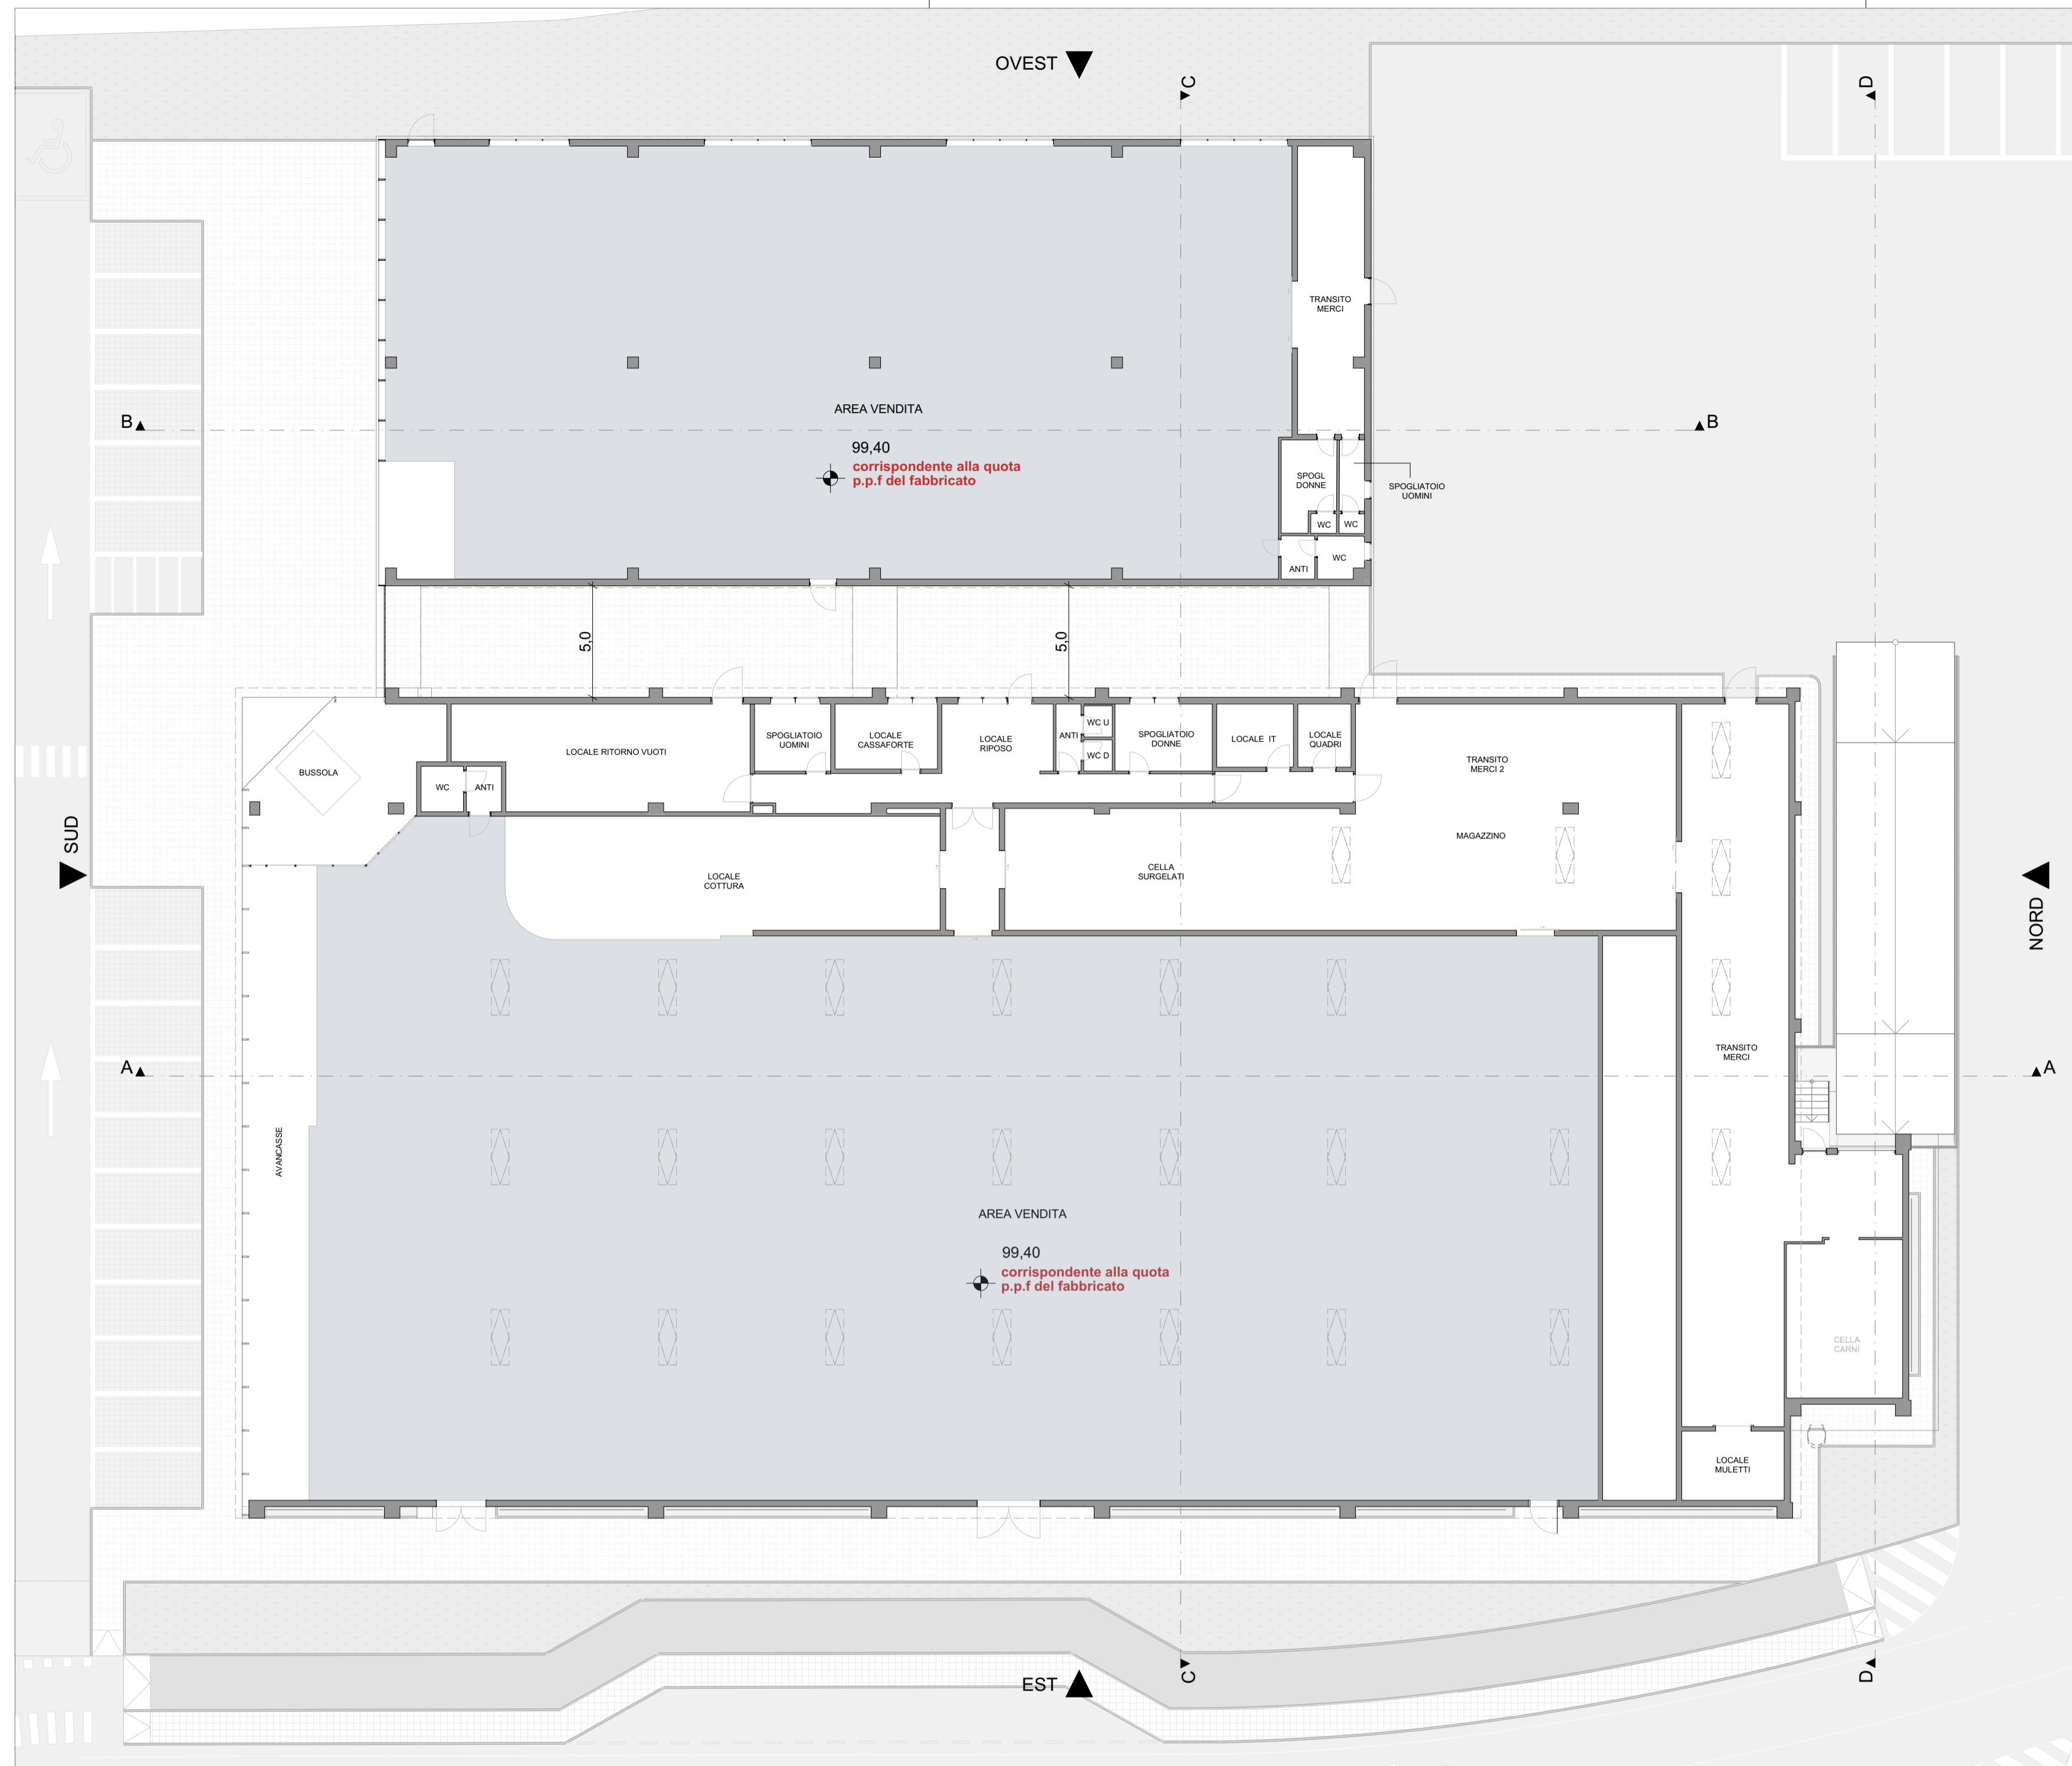 OVEST
C
D
TRANSITO
MERCI
AREA VENDITA
B
B
99,40
corrispondente alla quota
p.p.f del fabbricato
SPOGL
DONNE
SPOGLIATOIO
UOMINI
WC
WC
WC
ANTI
5,0
5,0
LOCALE RITORNO VUOTI
SPOGLIATOIO
UOMINI
LOCALE
CASSAFORTE
LOCALE
RIPOSO
ANTI
WC U
WC D
SPOGLIATOIO
DONNE
LOCALE IT
LOCALE
QUADRI
TRANSITO
MERCI 2
BUSSOLA
WC
ANTI
SUD
MAGAZZINO
LOCALE
COTTURA
CELLA
SURGELATI
NORD
TRANSITO
MERCI
A
A
AVANCASSE
AREA VENDITA
99,40
corrispondente alla quota
p.p.f del fabbricato
CELLA
CARNI
LOCALE
MULETTI
EST
C
D